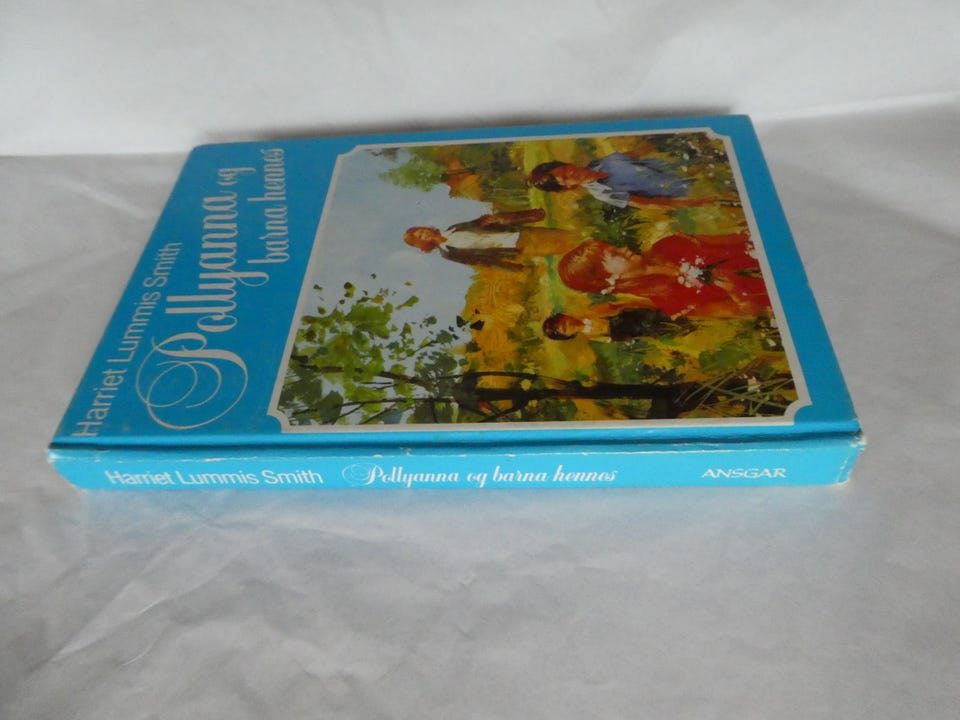 Harriet Lummis Smith
Pollyanna og
barna hennes
Harriet Lummis Smith Pollyanna og barna hennes ANSGAR